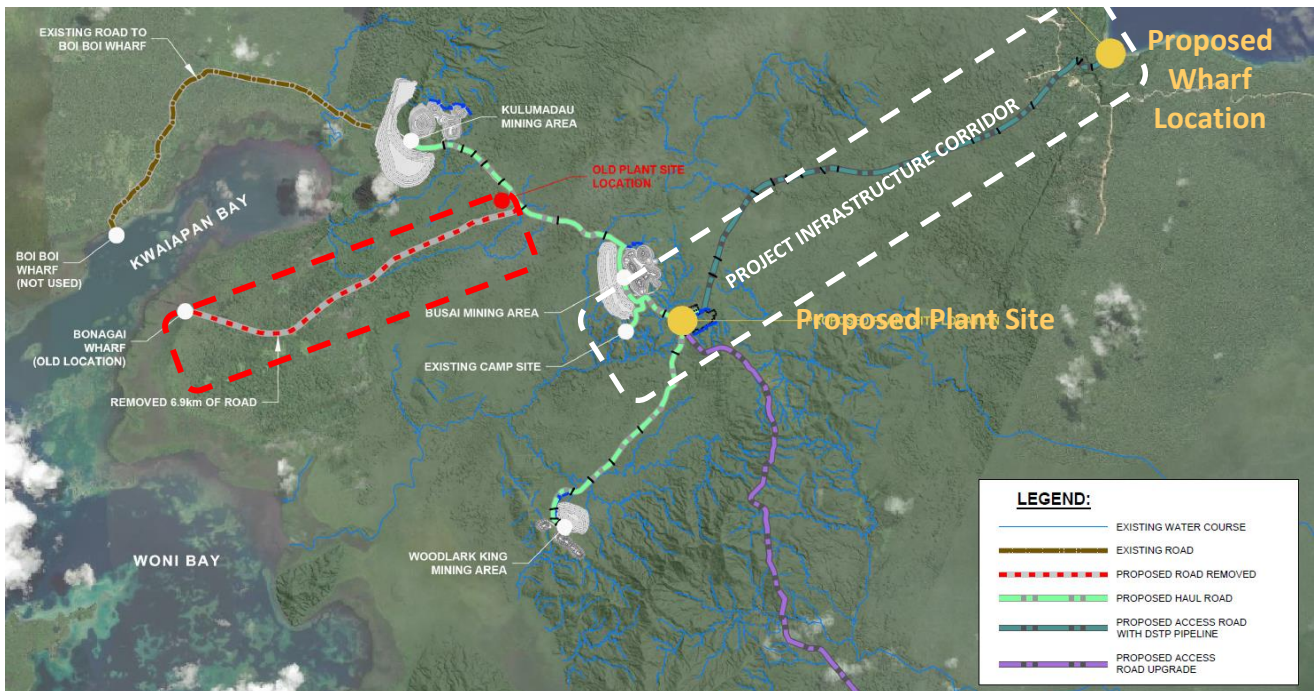 EXISTING ROAD TO
BOI BOI WHARF
KULUMADAU
MINING AREA
Proposed
Wharf
Location
OLD PLANT SITE
LOCATION
KWAIAPAN BAY
PROJECT INFRASTRUCTURE CORRIDOR
BOI BOI
WHARF
(NOT USED)
BUSAI MINING AREA
Proposed Plant Site
BONAGAI
WHARF
(OLD LOCATION)
EXISTING CAMP SITE
REMOVED 6.9km OF ROAD
WOODLARK KING
MINING AREA
WONI BAY
LEGEND:
EXISTING WATER COURSE
EXISTING ROAD
PROPOSED ROAD REMOVED
PROPOSED HAUL ROAD
PROPOSED ACCESS ROAD
WITH DSTP PIPELINE
PROPOSED ACCESS
ROAD UPGRADE